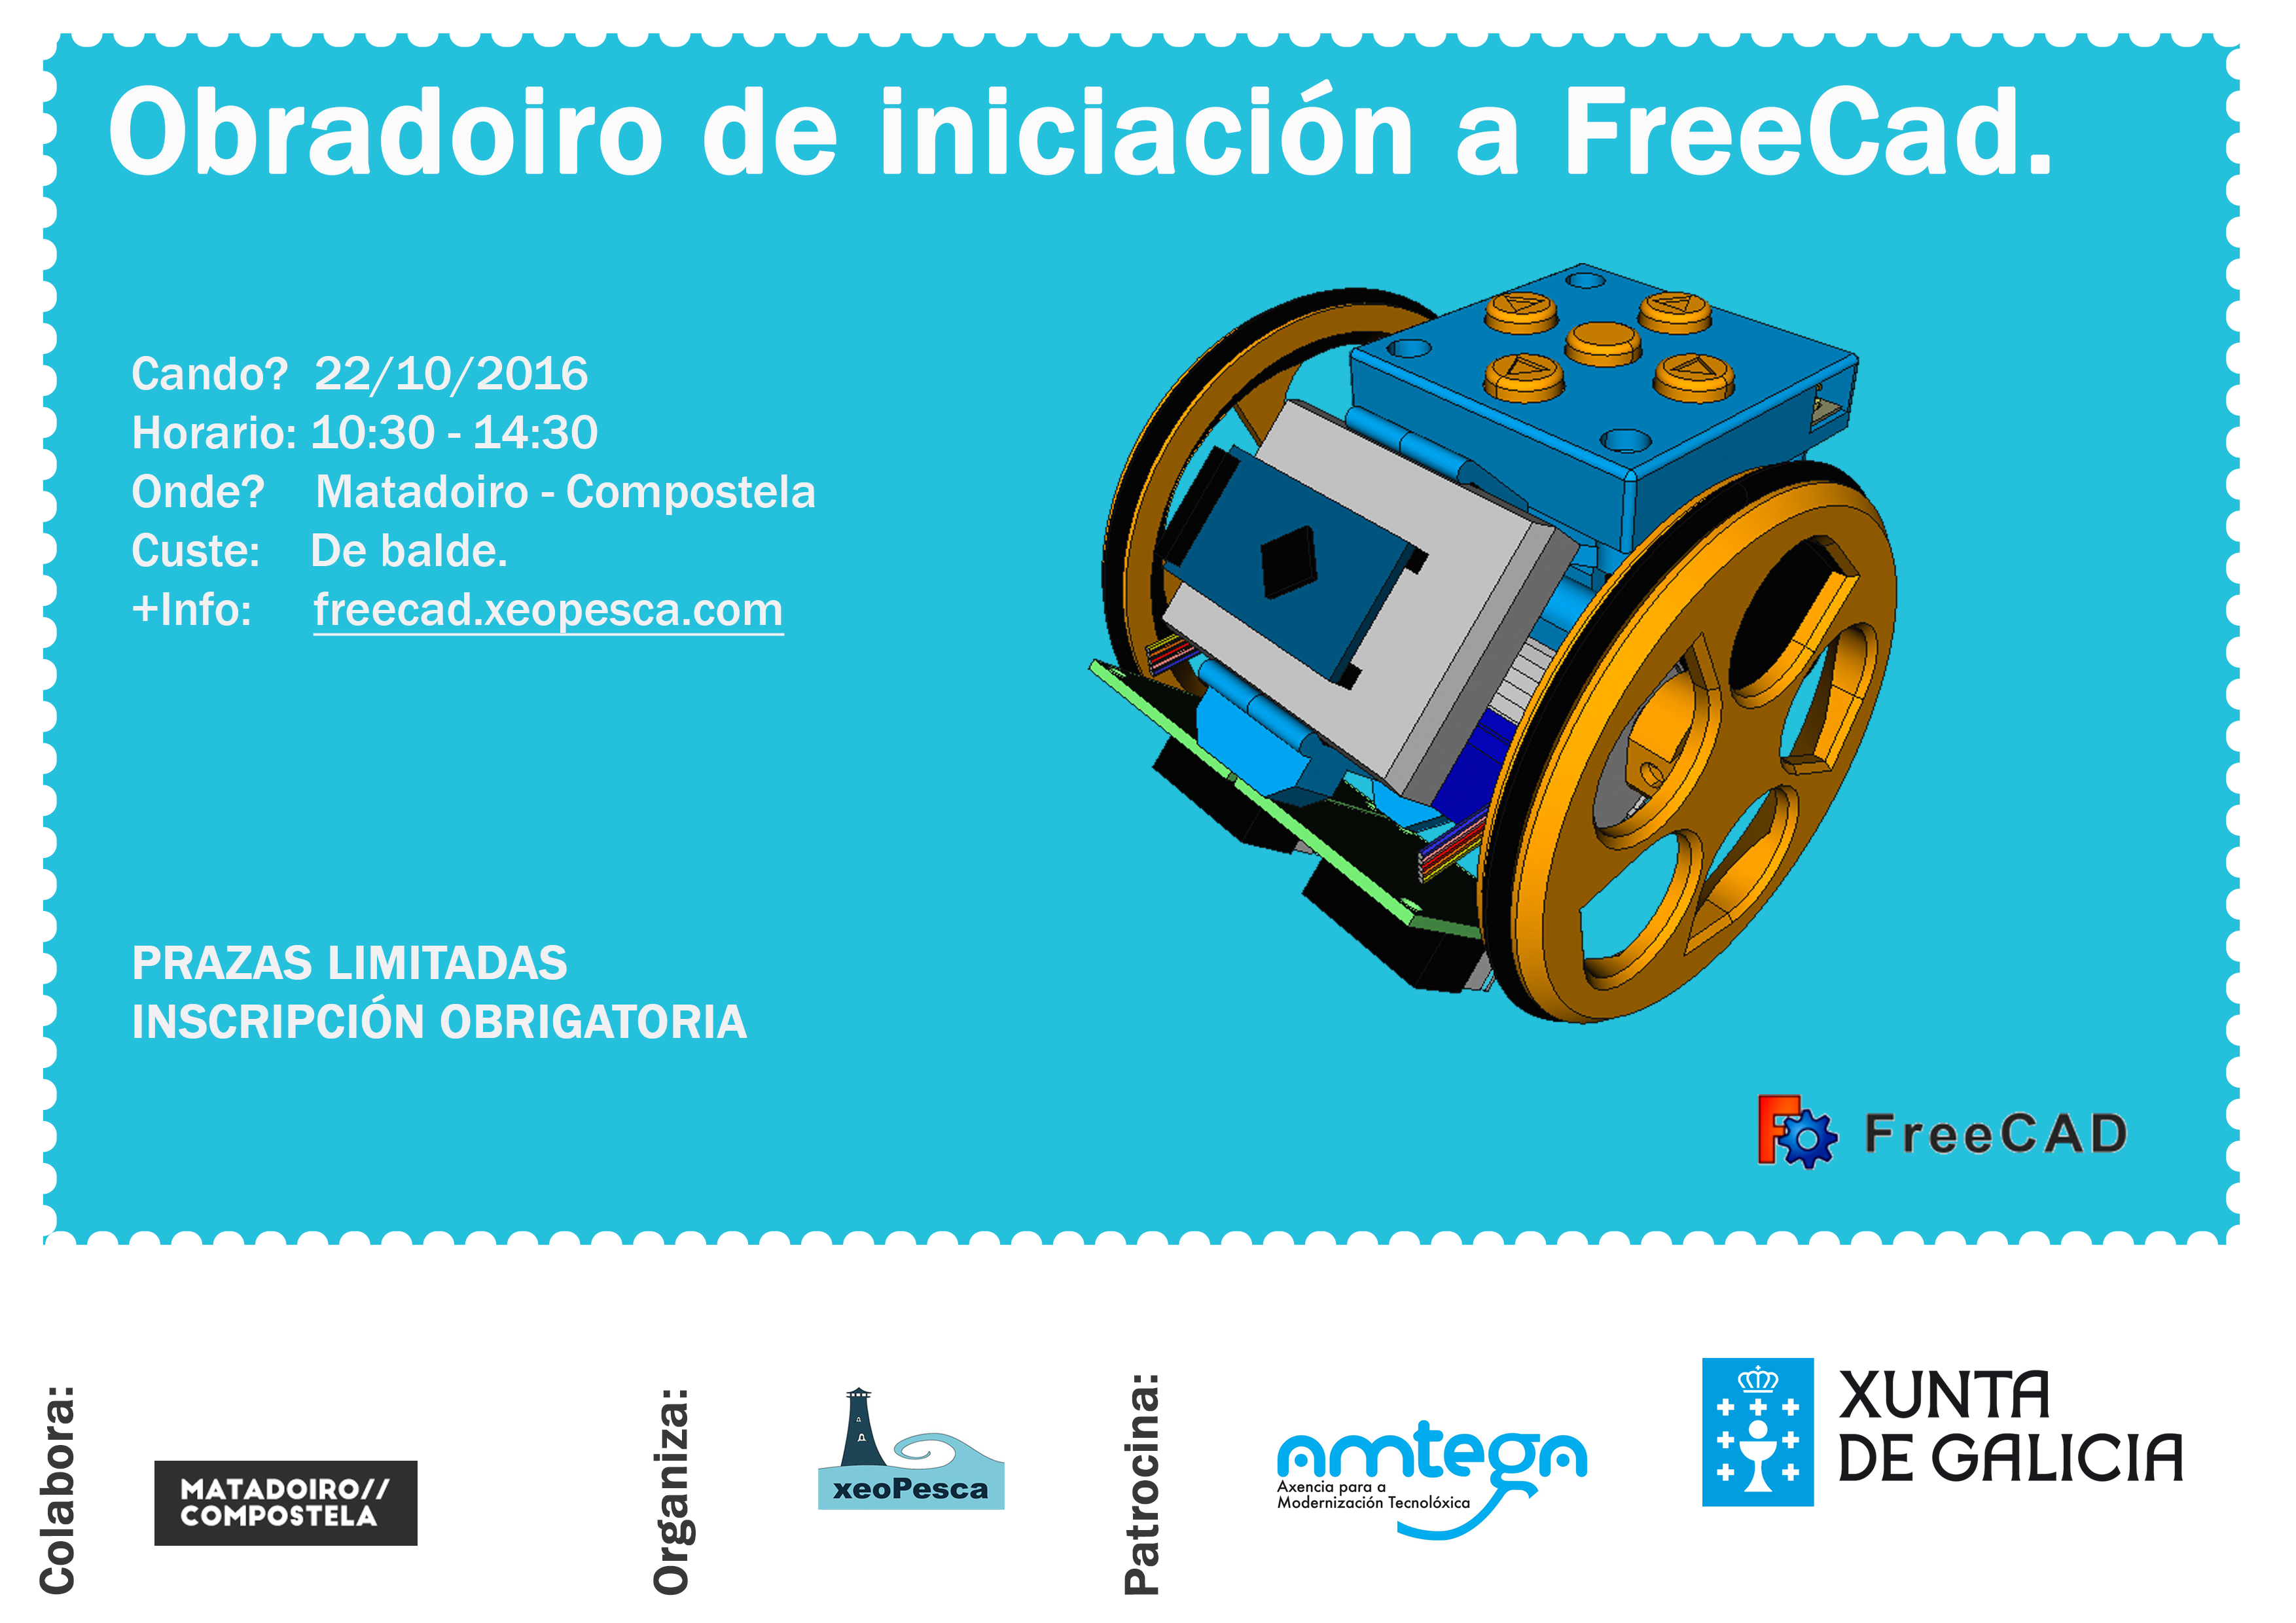 Obradoiro de iniciación a FreeCad.
Cando? 22/10/2016
Horario: 10:30 - 14:30
Onde? Matadoiro - Compostela
Custe: De balde.
+Info: freecad.xeopesca.com
PRAZAS LIMITADAS
INSCRIPCIÓN OBRIGATORIA
FreeCAD
Colabora:
MATADOIRO//
COMPOSTELA
Organiza:
xeoPesca
Patrocina:
amtega
Axencia para a
Modernización Tecnolóxica
XUNTA
DE GALICIA